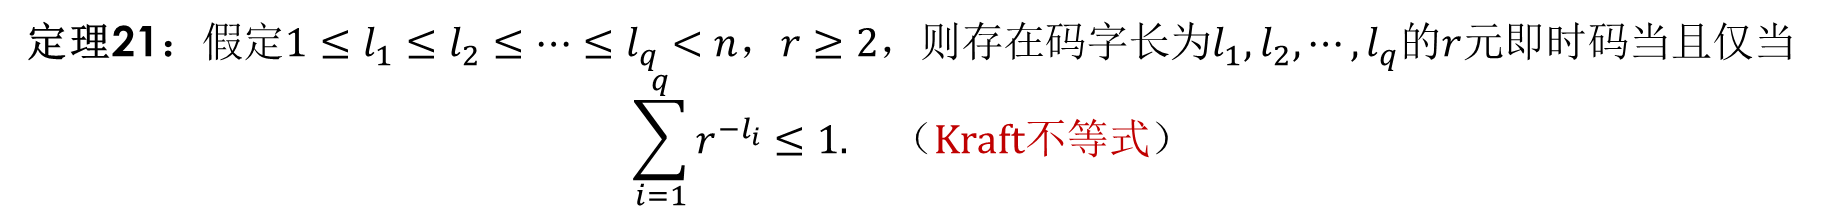 定理21：假定1 ≤ l₁ ≤ l₂ ≤ ⋯ ≤ l_q < n，r ≥ 2，则存在码字长为l₁, l₂, ⋯ , l_q的r元即时码当且仅当
∑_{i=1}^{q} r^{−l_i} ≤ 1. （Kraft不等式）